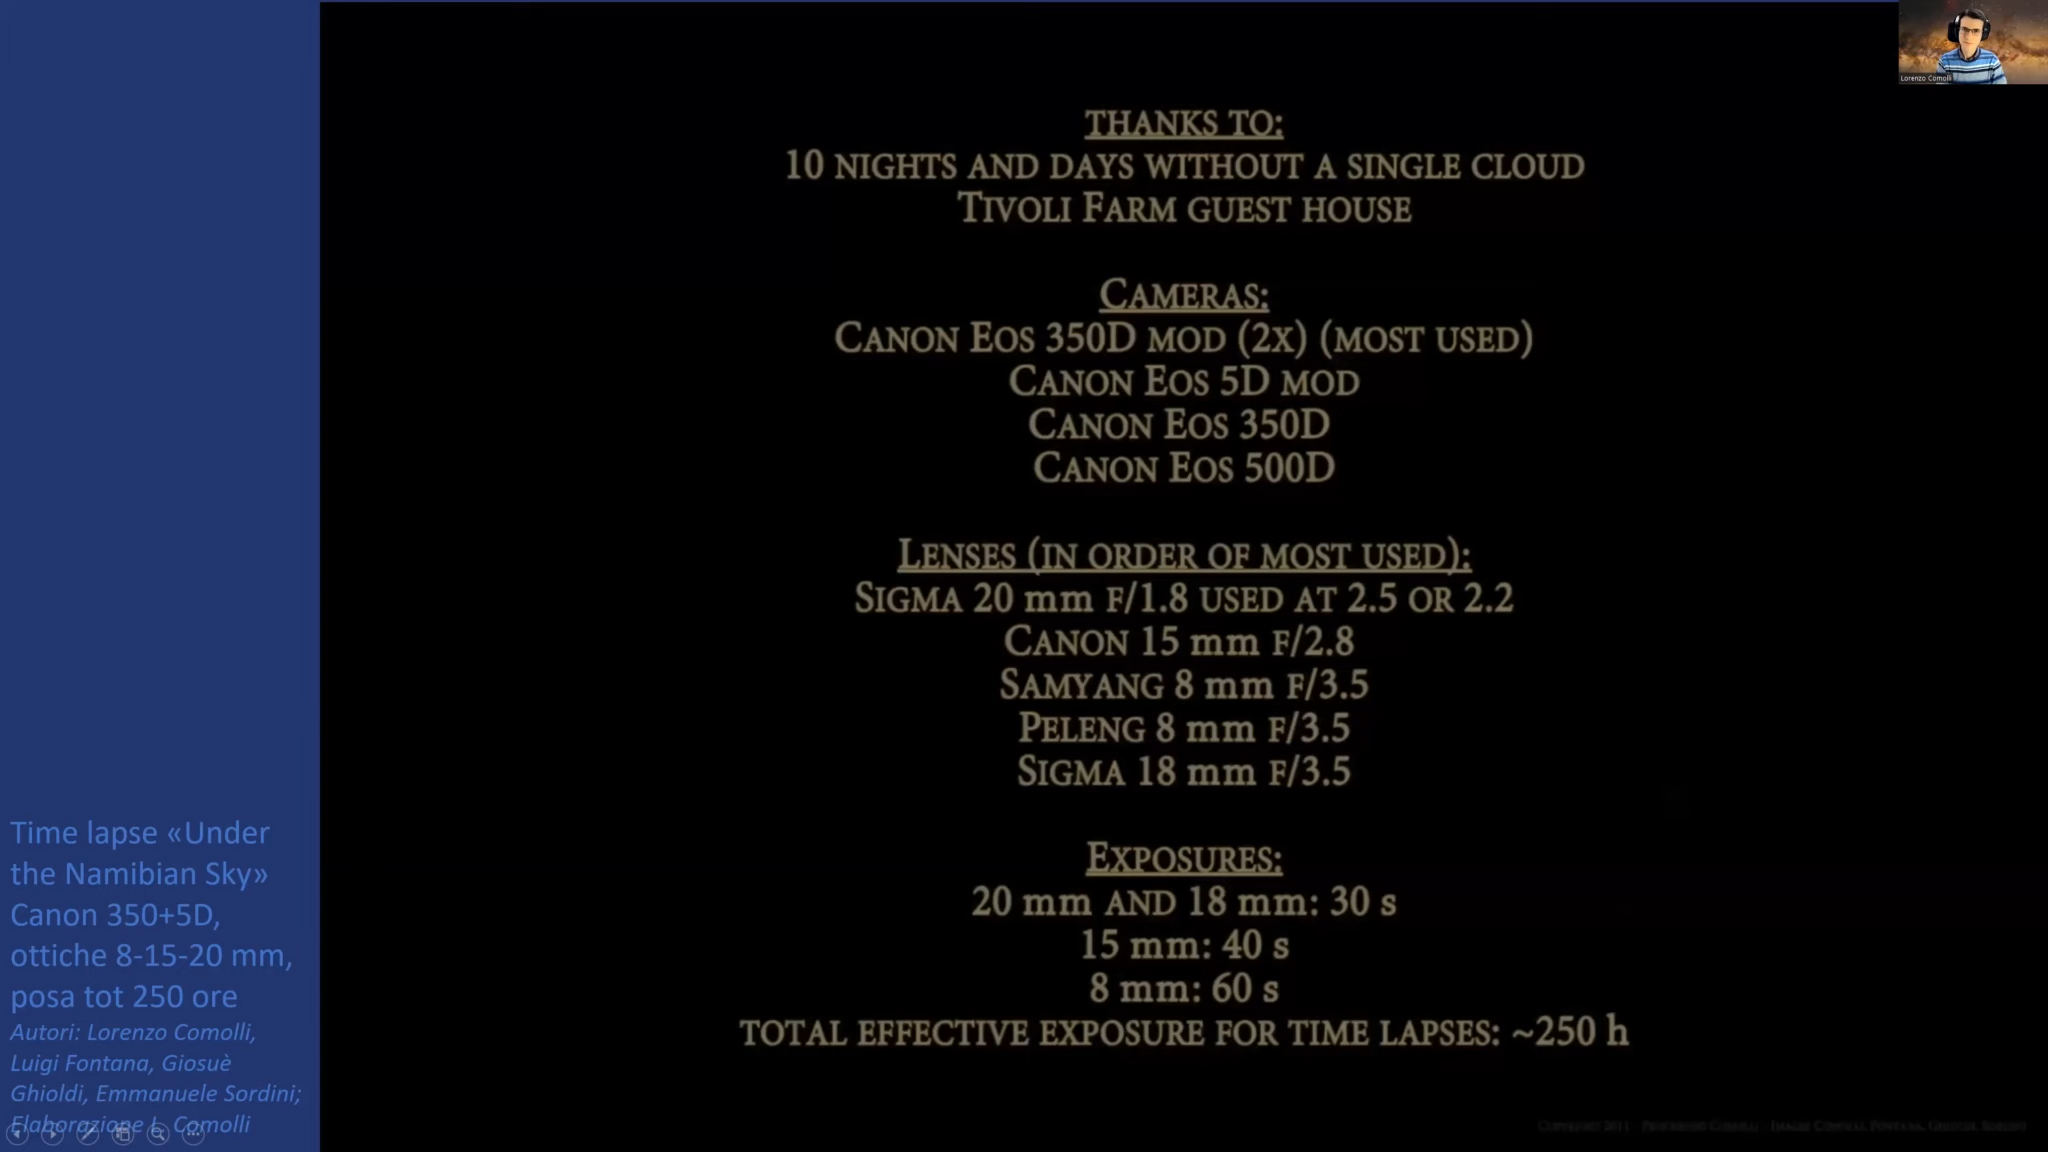 Lorenzo Comolli
THANKS TO:
10 NIGHTS AND DAYS WITHOUT A SINGLE CLOUD
TIVOLI FARM GUEST HOUSE
CAMERAS:
CANON EOS 350D MOD (2X) (MOST USED)
CANON EOS 5D MOD
CANON EOS 350D
CANON EOS 500D
LENSES (IN ORDER OF MOST USED):
SIGMA 20 mm F/1.8 USED AT 2.5 OR 2.2
CANON 15 mm F/2.8
SAMYANG 8 mm F/3.5
PELENG 8 mm F/3.5
SIGMA 18 mm F/3.5
EXPOSURES:
20 mm AND 18 mm: 30 s
15 mm: 40 s
8 mm: 60 s
TOTAL EFFECTIVE EXPOSURE FOR TIME LAPSES: ~250 h
Time lapse «Under
the Namibian Sky»
Canon 350+5D,
ottiche 8-15-20 mm,
posa tot 250 ore
Autori: Lorenzo Comolli,
Luigi Fontana, Giosuè
Ghioldi, Emmanuele Sordini;
Elaborazione L. Comolli